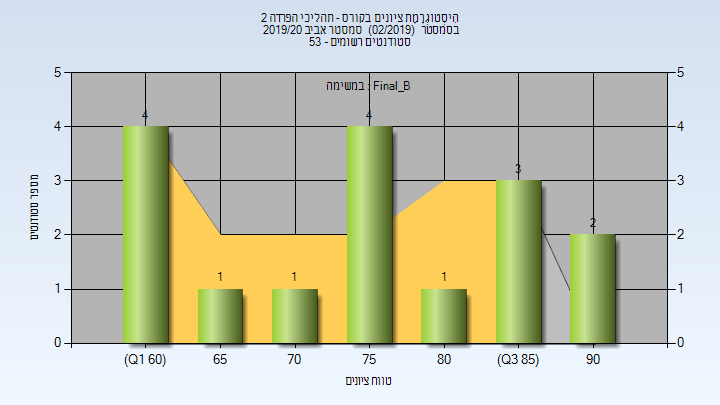 היסטוגרמת ציונים בקורס - תהליכי הפרדה 2
בסמסטר (02/2019) סמסטר אביב 2019/20
סטודנטים רשומים - 53
במשימה : Final_B
5 5
4 4
3 3
2 2
1 1
0 0
4 1 1 4 1 3 2
מספר סטודנטים
(Q1 60) 65 70 75 80 (Q3 85) 90
טווח ציונים